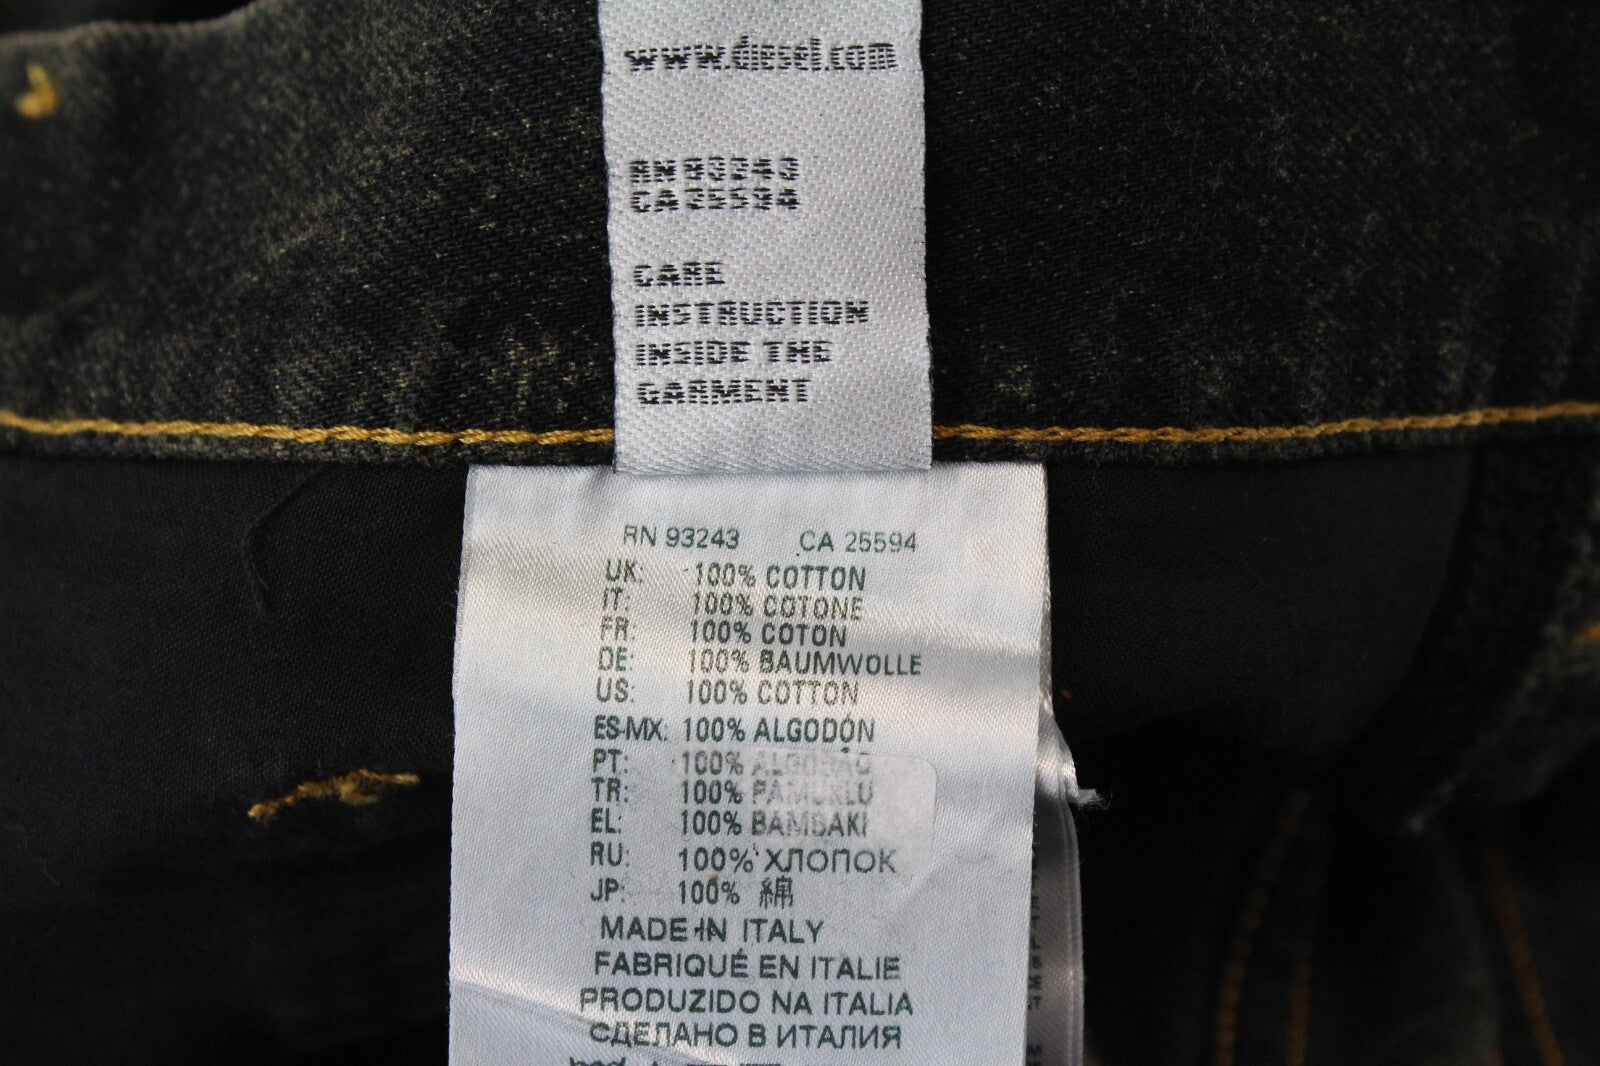 www.diesel.com
RN 93243
CA 25594
CARE
INSTRUCTION
INSIDE THE
GARMENT
RN 93243 CA 25594
UK: 100% COTTON
IT: 100% COTONE
FR: 100% COTON
DE: 100% BAUMWOLLE
US: 100% COTTON
ES-MX: 100% ALGODÓN
PT: 100% ALGODÃO
TR: 100% PAMUKLU
EL: 100% BAMBAKI
RU: 100% ХЛОПОК
JP: 100% 綿
MADE IN ITALY
FABRIQUÉ EN ITALIE
PRODUZIDO NA ITALIA
СДЕЛАНО В ИТАЛИЯ